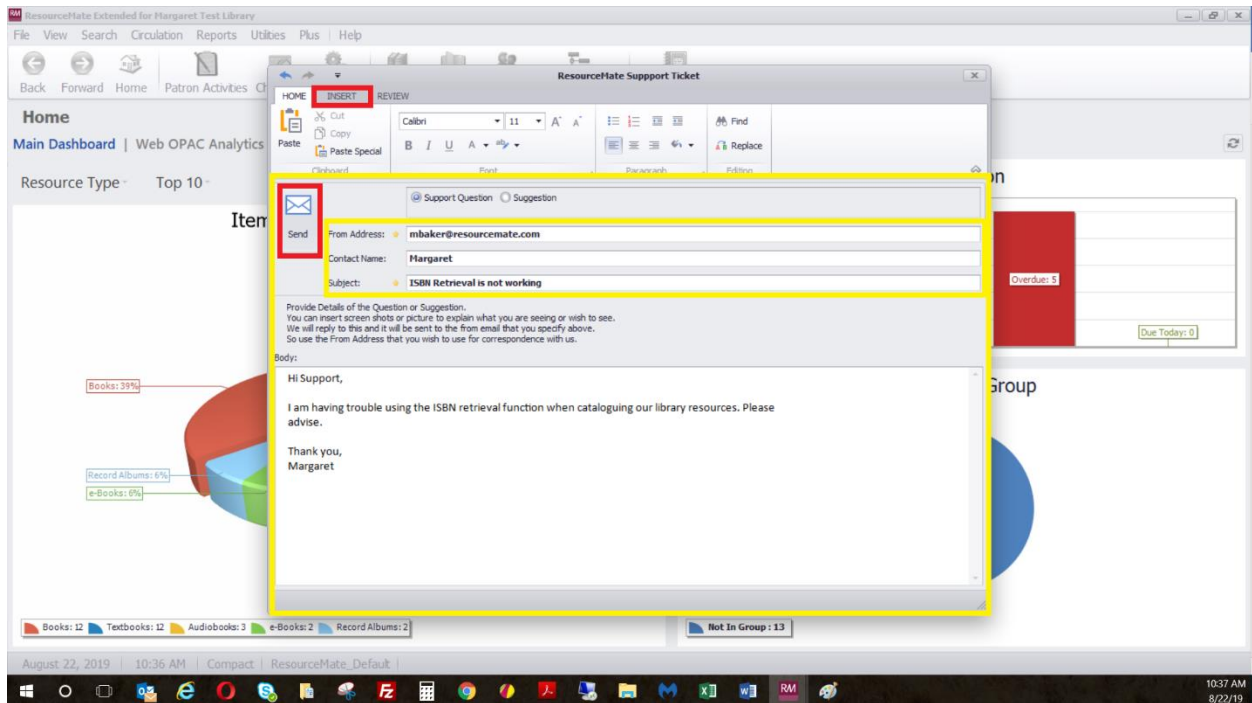 RM ResourceMate Extended for Margaret Test Library
File View Search Circulation Reports Utilities Plus Help
Back Forward Home Patron Activities
ResourceMate Suppport Ticket
HOME INSERT REVIEW
Paste
Cut
Copy
Paste Special
Clipboard
Calibri 11 A A
B I U A aby
Font
Paragraph
Find
Replace
Editing
Home
Main Dashboard | Web OPAC Analytics
Resource Type Top 10
Send
Support Question Suggestion
From Address: mbaker@resourcemate.com
Contact Name: Margaret
Subject: ISBN Retrieval is not working
Provide Details of the Question or Suggestion.
You can insert screen shots or picture to explain what you are seeing or wish to see.
We will reply to this and it will be sent to the from email that you specify above.
So use the From Address that you wish to use for correspondence with us.
Body:
Hi Support,
I am having trouble using the ISBN retrieval function when cataloguing our library resources. Please
advise.
Thank you,
Margaret
Books: 39%
Record Albums: 6%
e-Books: 6%
Overdue: 5
Due Today: 0
Group
Books: 12 Textbooks: 12 Audiobooks: 3 e-Books: 2 Record Albums: 2
Not In Group : 13
August 22, 2019 | 10:36 AM | Compact | ResourceMate_Default |
RM
10:37 AM
8/22/19